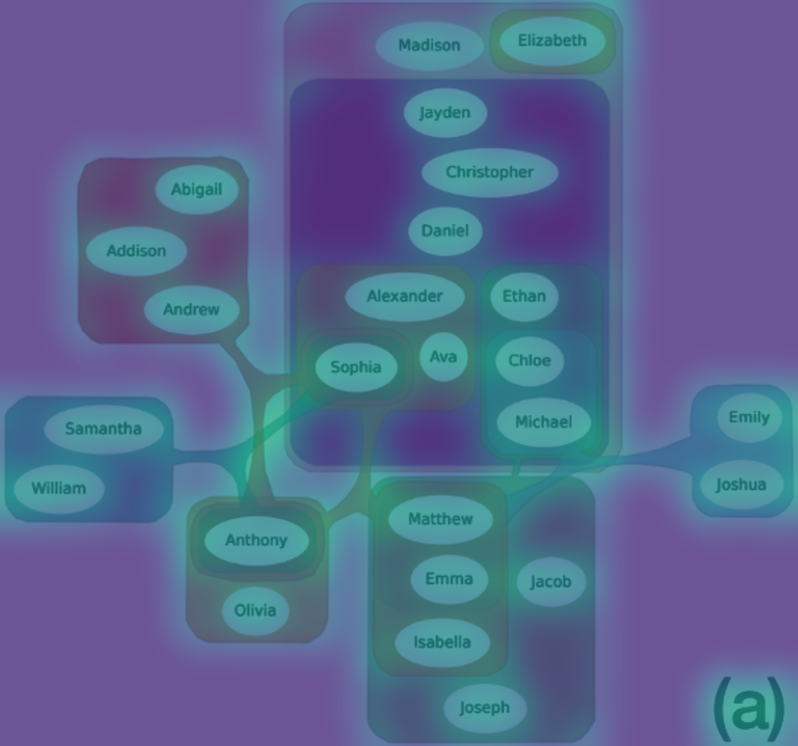 Madison
Elizabeth
Jayden
Christopher
Daniel
Abigail
Addison
Andrew
Alexander
Ethan
Sophia
Ava
Chloe
Michael
Samantha
William
Emily
Joshua
Anthony
Olivia
Matthew
Emma
Jacob
Isabella
Joseph
(a)